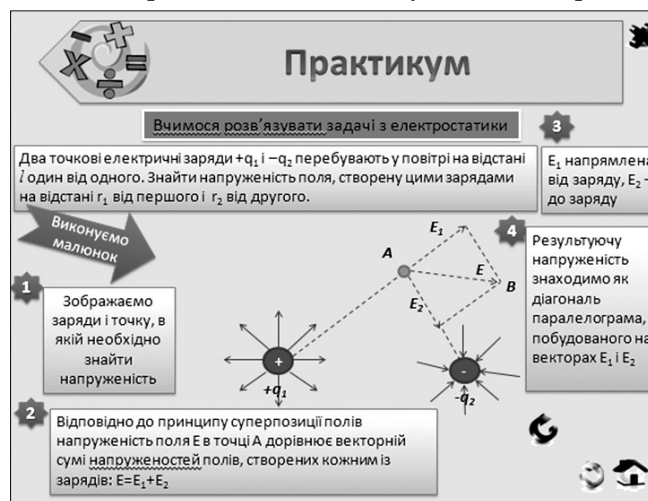 Практикум
Вчимося розв'язувати задачі з електростатики
Два точкові електричні заряди +q₁ і −q₂ перебувають у повітрі на відстані
l один від одного. Знайти напруженість поля, створену цими зарядами
на відстані r₁ від першого і r₂ від другого.
3
E₁ напрямлена
від заряду, E₂ –
до заряду
Виконуємо
малюнок
1
Зображаємо
заряди і точку, в
якій необхідно
знайти
напруженість
A
E₁
E
B
E₂
+
+q₁
-
-q₂
4
Результуючу
напруженість
знаходимо як
діагональ
паралелограма,
побудованого на
векторах E₁ і E₂
2
Відповідно до принципу суперпозиції полів
напруженість поля E в точці A дорівнює векторній
сумі напруженостей полів, створених кожним із
зарядів: E=E₁+E₂